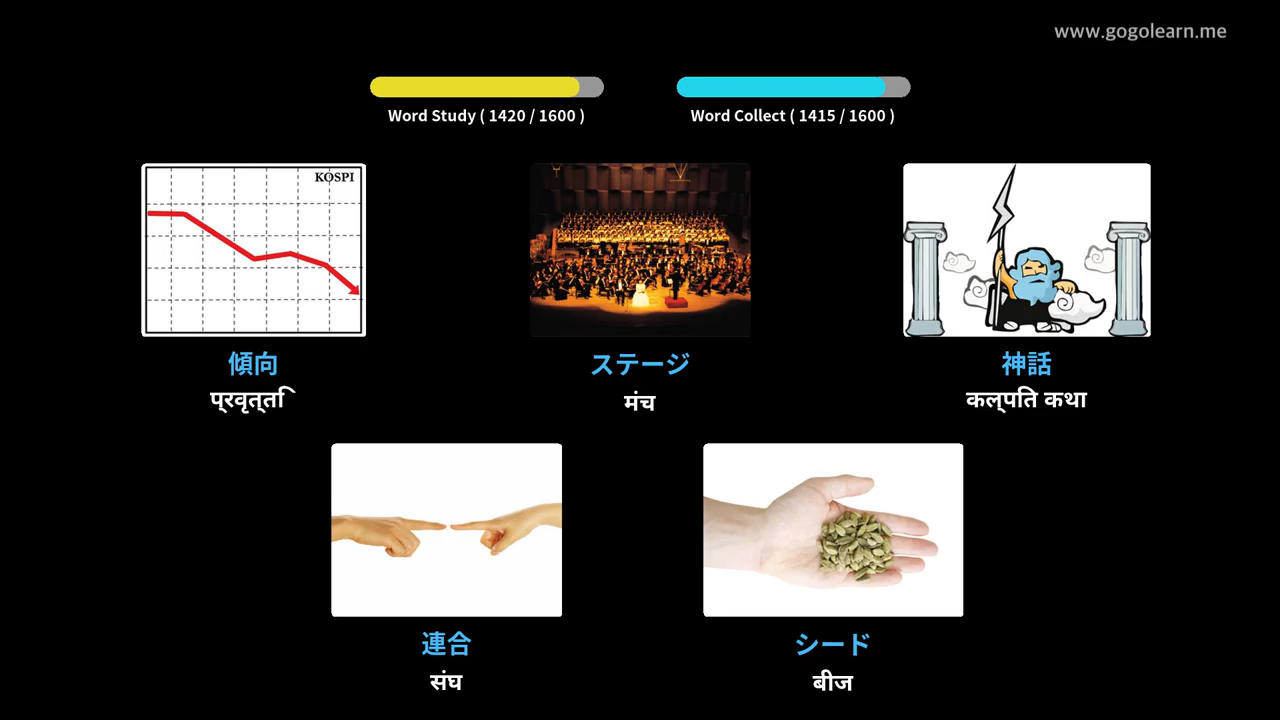 www.gogolearn.me
Word Study ( 1420 / 1600 )
Word Collect ( 1415 / 1600 )
KOSPI
傾向
प्रवृत्ति
ステージ
मंच
神話
कल्पित कथा
連合
संघ
シード
बीज